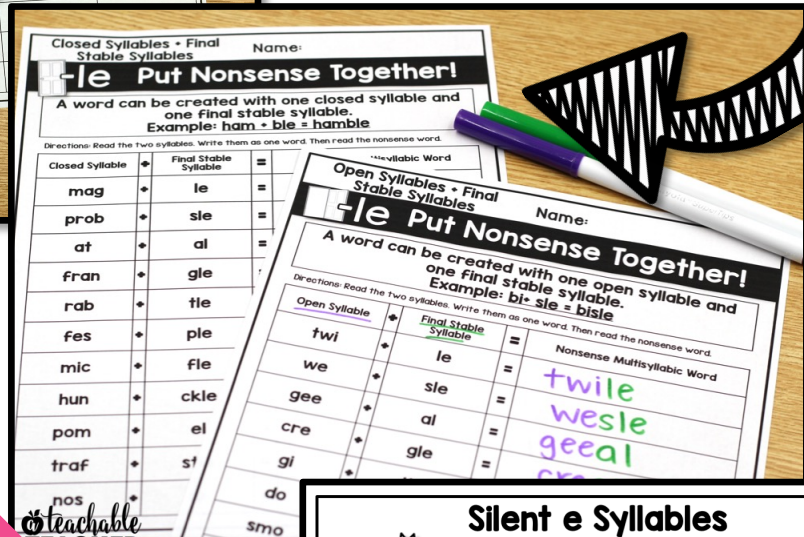 Closed Syllables + Final
Stable Syllables
Name:
-le Put Nonsense Together!
A word can be created with one closed syllable and
one final stable syllable.
Example: ham + ble = hamble
Directions: Read the two syllables. Write them as one word. Then read the nonsense word.
Closed Syllable + Final Stable Syllable = Word
mag + le =
prob + sle =
at + al =
fran + gle
rab + tle
fes + ple
mic + fle
hun + ckle
pom + el
traf +
nos +
Open Syllables + Final
Stable Syllables
Name:
-le Put Nonsense Together!
A word can be created with one open syllable and
one final stable syllable.
Example: bi+ sle = bisle
Directions: Read the two syllables. Write them as one word. Then read the nonsense word.
Open Syllable + Final Stable Syllable = Nonsense Multisyllabic Word
twi + le = twile
we + sle = wesle
gee + al = geeal
cre + gle =
gi +
do
smo
teachable
Silent e Syllables